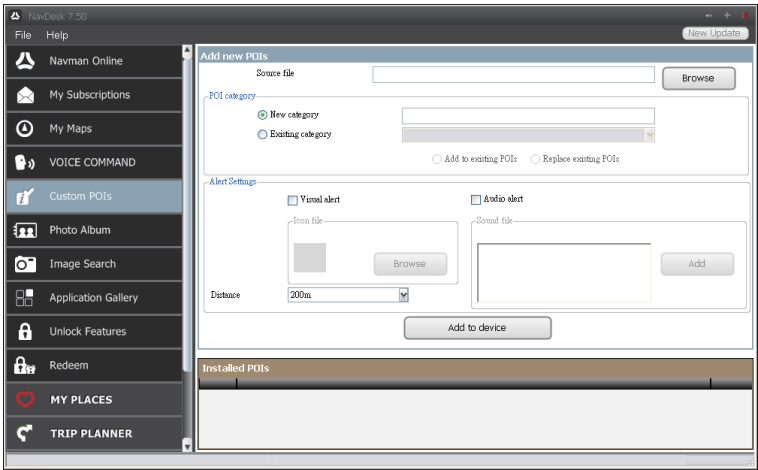 NavDesk 7.50
File Help
New Update
Navman Online
My Subscriptions
My Maps
VOICE COMMAND
Custom POIs
Photo Album
Image Search
Application Gallery
Unlock Features
Redeem
MY PLACES
TRIP PLANNER
Add new POIs
Source file
Browse
POI category
New category
Existing category
Add to existing POIs Replace existing POIs
Alert Settings
Visual alert Audio alert
Icon file Sound file
Browse Add
Distance 200m
Add to device
Installed POIs